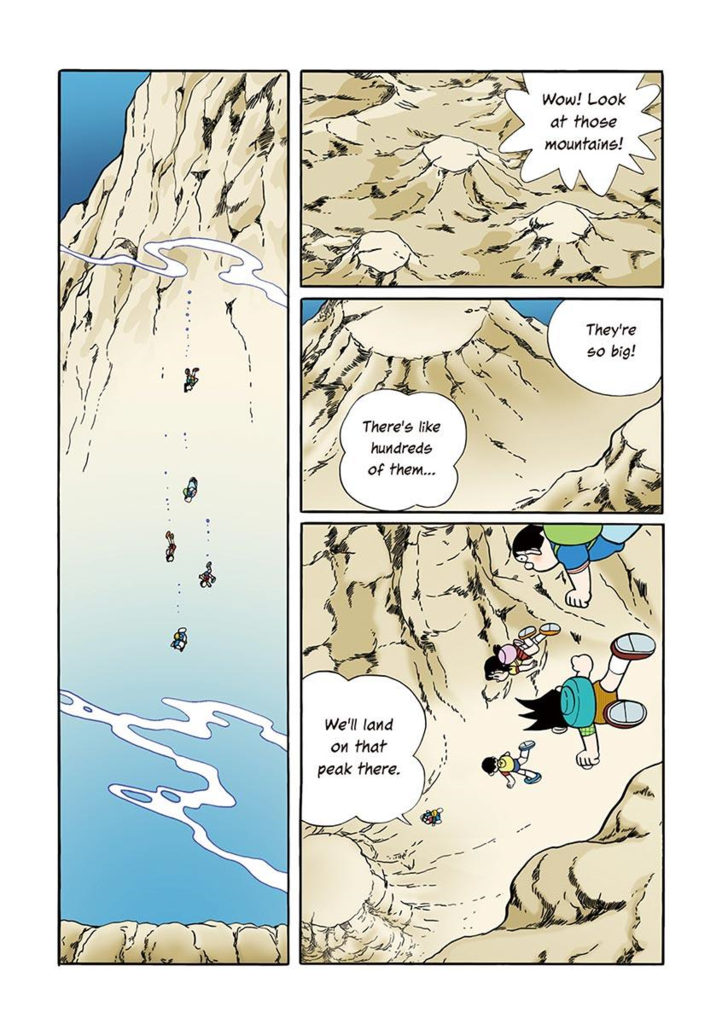 Wow! Look
at those
mountains!
They're
so big!
There's like
hundreds
of them...
We'll land
on that
peak there.